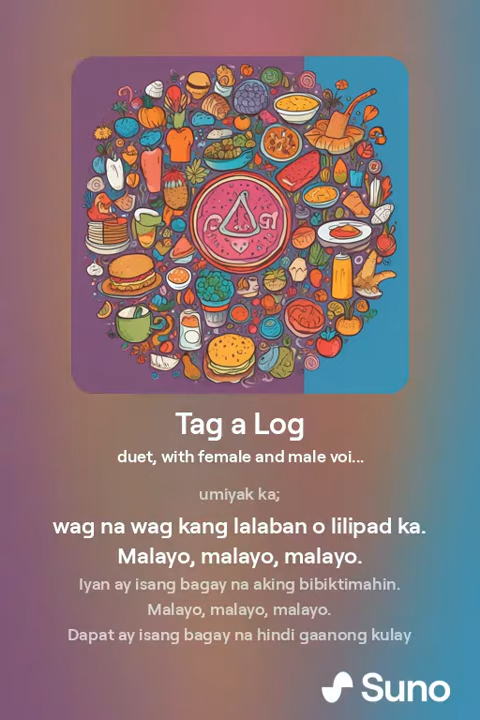 Tag a Log
duet, with female and male voi...
umiyak ka;
wag na wag kang lalaban o lilipad ka.
Malayo, malayo, malayo.
Iyan ay isang bagay na aking bibiktimahin.
Malayo, malayo, malayo.
Dapat ay isang bagay na hindi gaanong kulay
Suno